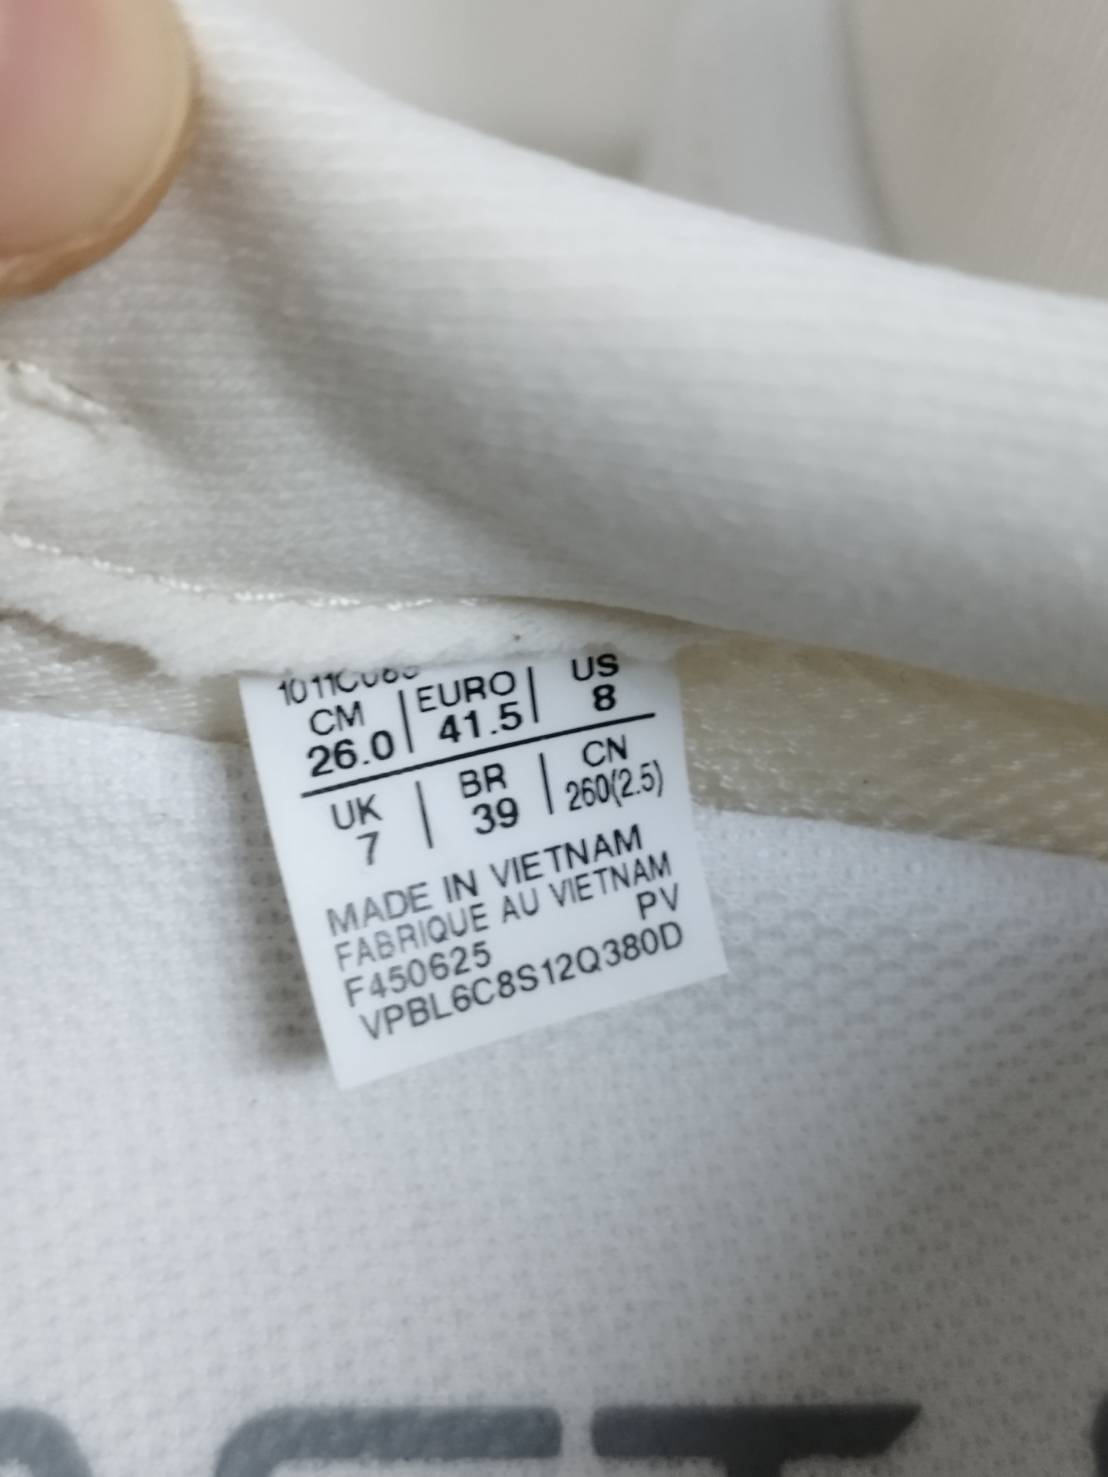 CM | EURO | US
26.0 | 41.5 | 8
UK | BR | CN
7 | 39 | 260(2.5)
MADE IN VIETNAM
FABRIQUE AU VIETNAM
PV
F450625
VPBL6C8S12Q380D